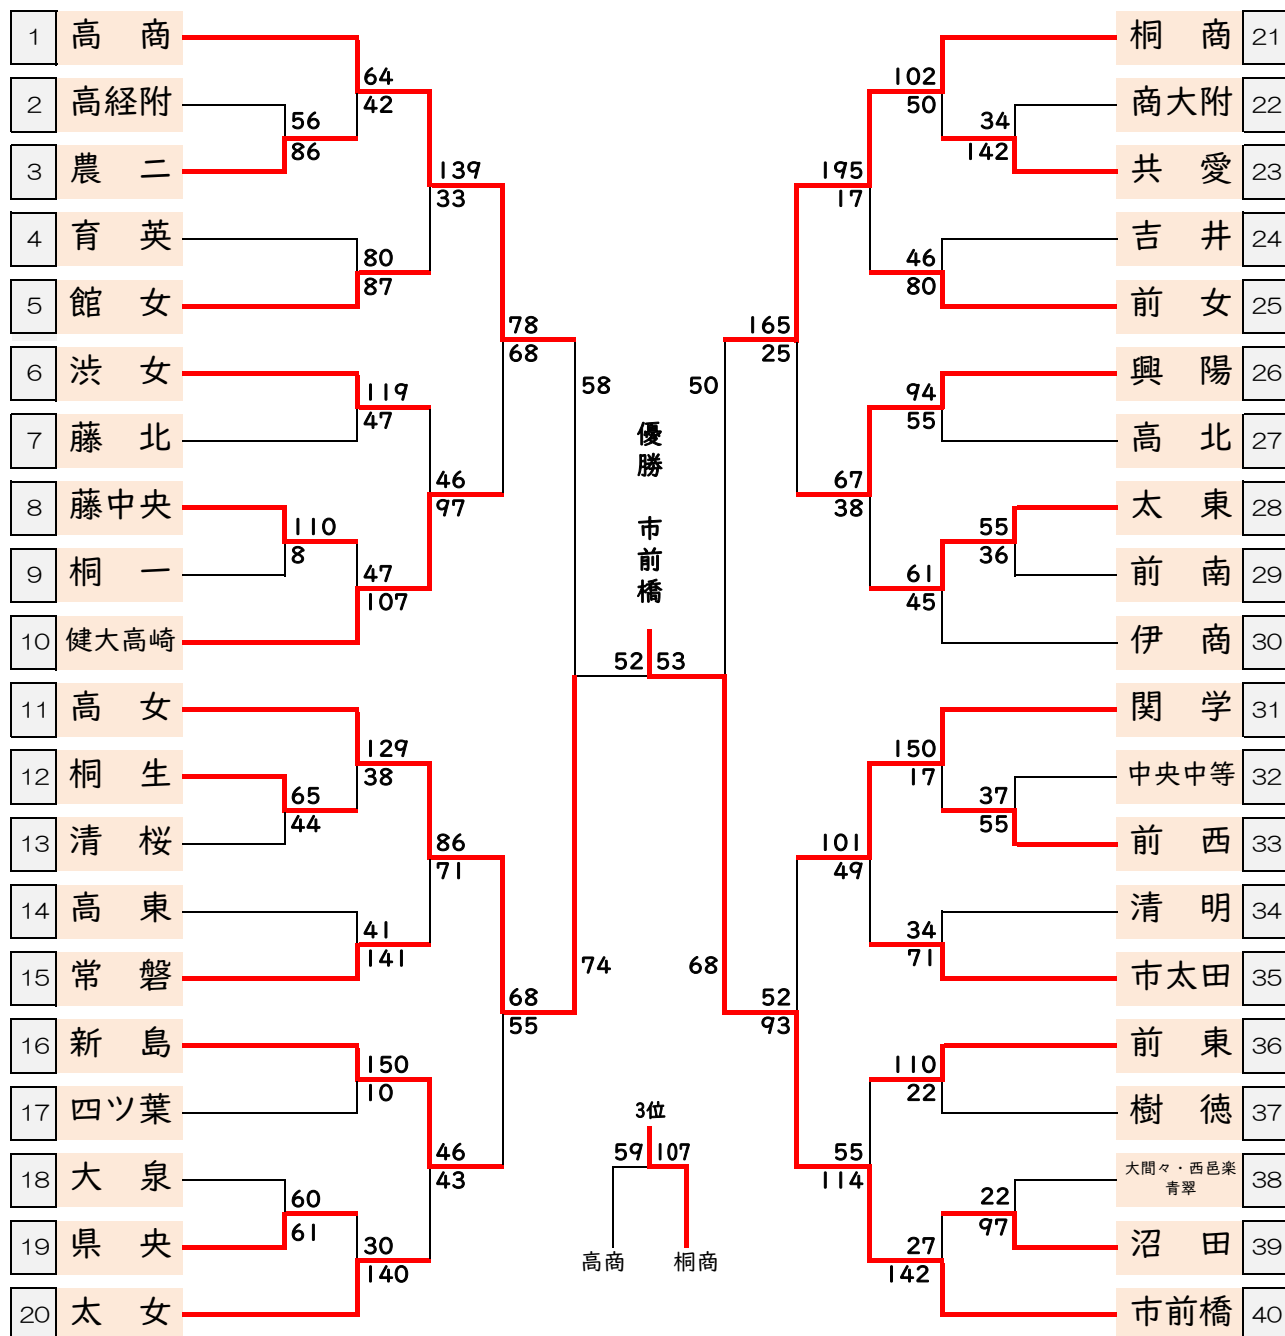 1 高商
2 高経附
3 農二
4 育英
5 館女
6 渋女
7 藤北
8 藤中央
9 桐一
10 健大高崎
11 高女
12 桐生
13 清桜
14 高東
15 常磐
16 新島
17 四ツ葉
18 大泉
19 県央
20 太女
64
42
56
86
139
33
80
87
78
68
119
47
46
97
110
8
47
107
58
129
38
65
44
86
71
41
141
74
68
55
150
10
46
43
60
61
30
140
優勝 市前橋
52 53
3位
59 107
高商 桐商
102
50
34
142
195
17
46
80
165
25
50
94
55
67
38
55
36
61
45
150
17
37
55
101
49
34
71
68
52
93
110
22
55
114
22
97
27
142
桐商 21
商大附 22
共愛 23
吉井 24
前女 25
興陽 26
高北 27
太東 28
前南 29
伊商 30
関学 31
中央中等 32
前西 33
清明 34
市太田 35
前東 36
樹徳 37
大間々・西邑楽
青翠 38
沼田 39
市前橋 40